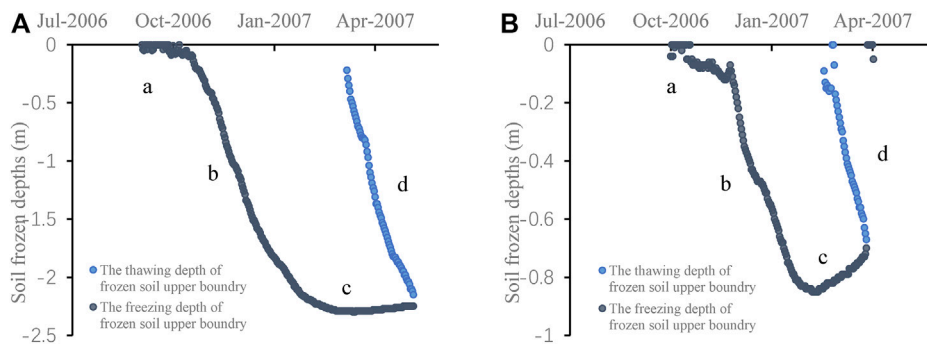 A
Jul-2006
Oct-2006
Jan-2007
Apr-2007
Soil frozen depths (m)
0
-0.5
-1
-1.5
-2
-2.5
a
b
c
d
The thawing depth of
frozen soil upper boundry
The freezing depth of
frozen soil upper boundry
B
Jul-2006
Oct-2006
Jan-2007
Apr-2007
Soil frozen depths (m)
0
-0.2
-0.4
-0.6
-0.8
-1
a
b
c
d
The thawing depth of
frozen soil upper boundry
The freezing depth of
frozen soil upper boundry